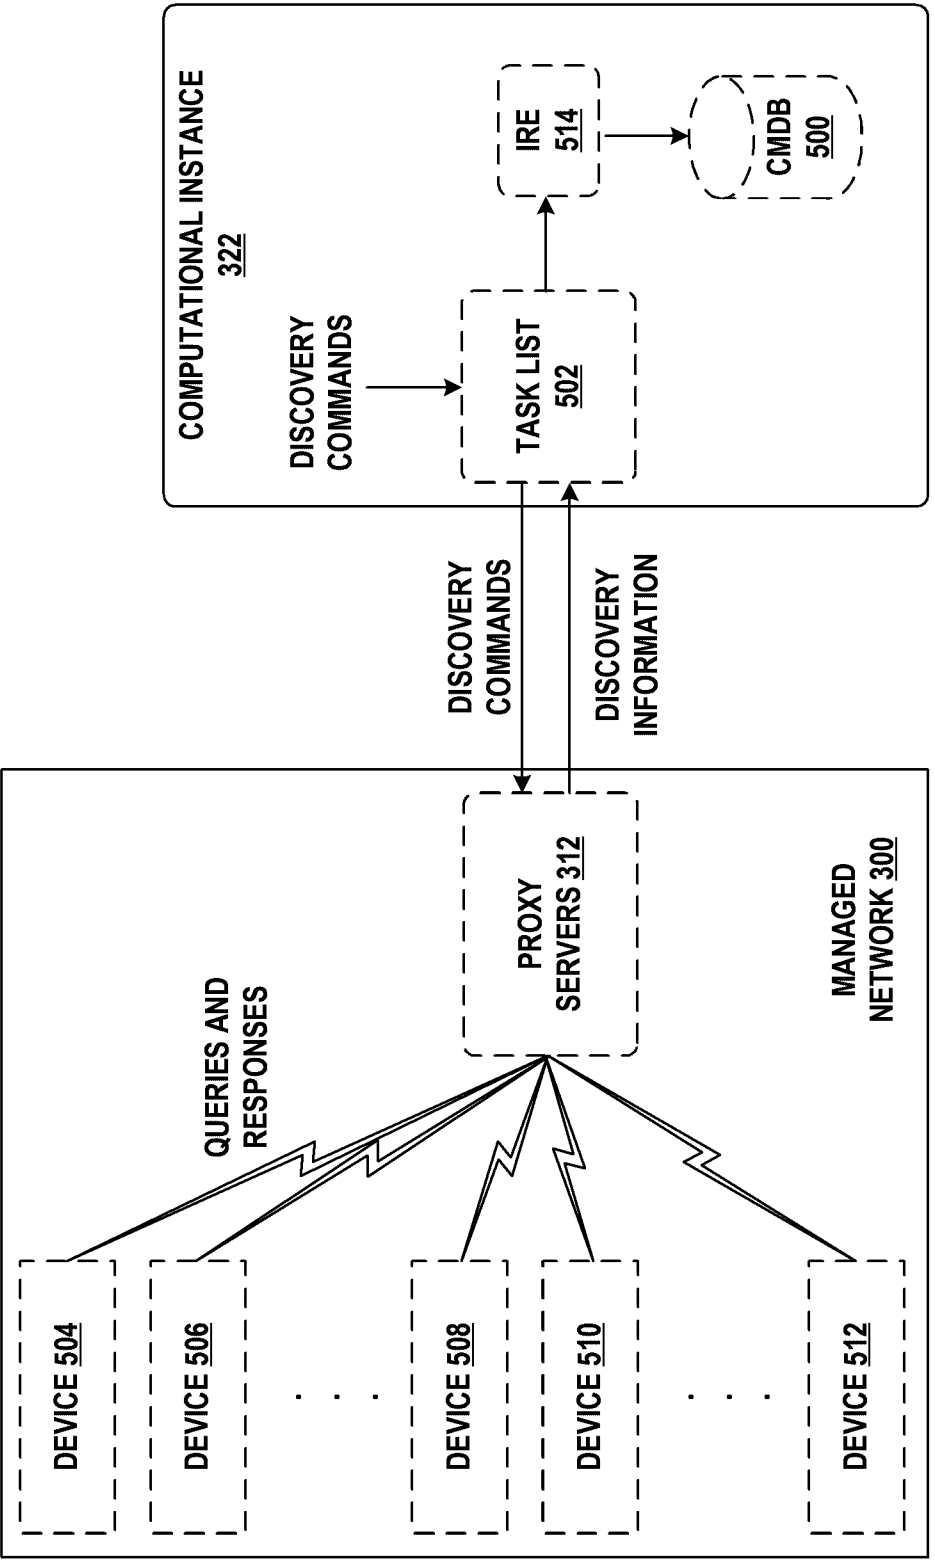 COMPUTATIONAL INSTANCE
322
DISCOVERY
COMMANDS
TASK LIST
502
IRE
514
CMDB
500
DISCOVERY
COMMANDS
DISCOVERY
INFORMATION
QUERIES AND
RESPONSES
PROXY
SERVERS 312
MANAGED
NETWORK 300
DEVICE 504
DEVICE 506
. . .
DEVICE 508
DEVICE 510
. . .
DEVICE 512